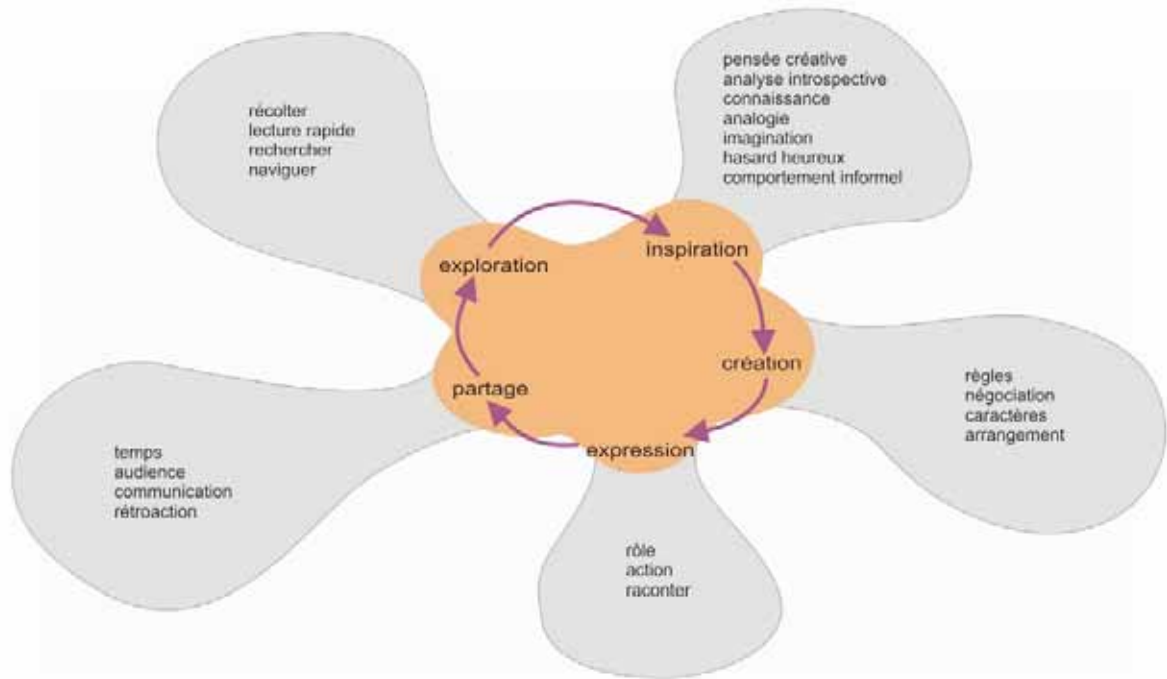 récolter
lecture rapide
rechercher
naviguer
pensée créative
analyse introspective
connaissance
analogie
imagination
hasard heureux
comportement informel
exploration
inspiration
création
partage
expression
règles
négociation
caractères
arrangement
temps
audience
communication
rétroaction
rôle
action
raconter